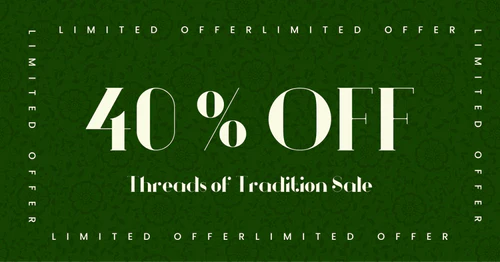 LIMITED OFFERLIMITED OFFER
LIMITED OFFER
LIMITED OFFER
40 % OFF
Threads of Tradition Sale
LIMITED OFFERLIMITED OFFER